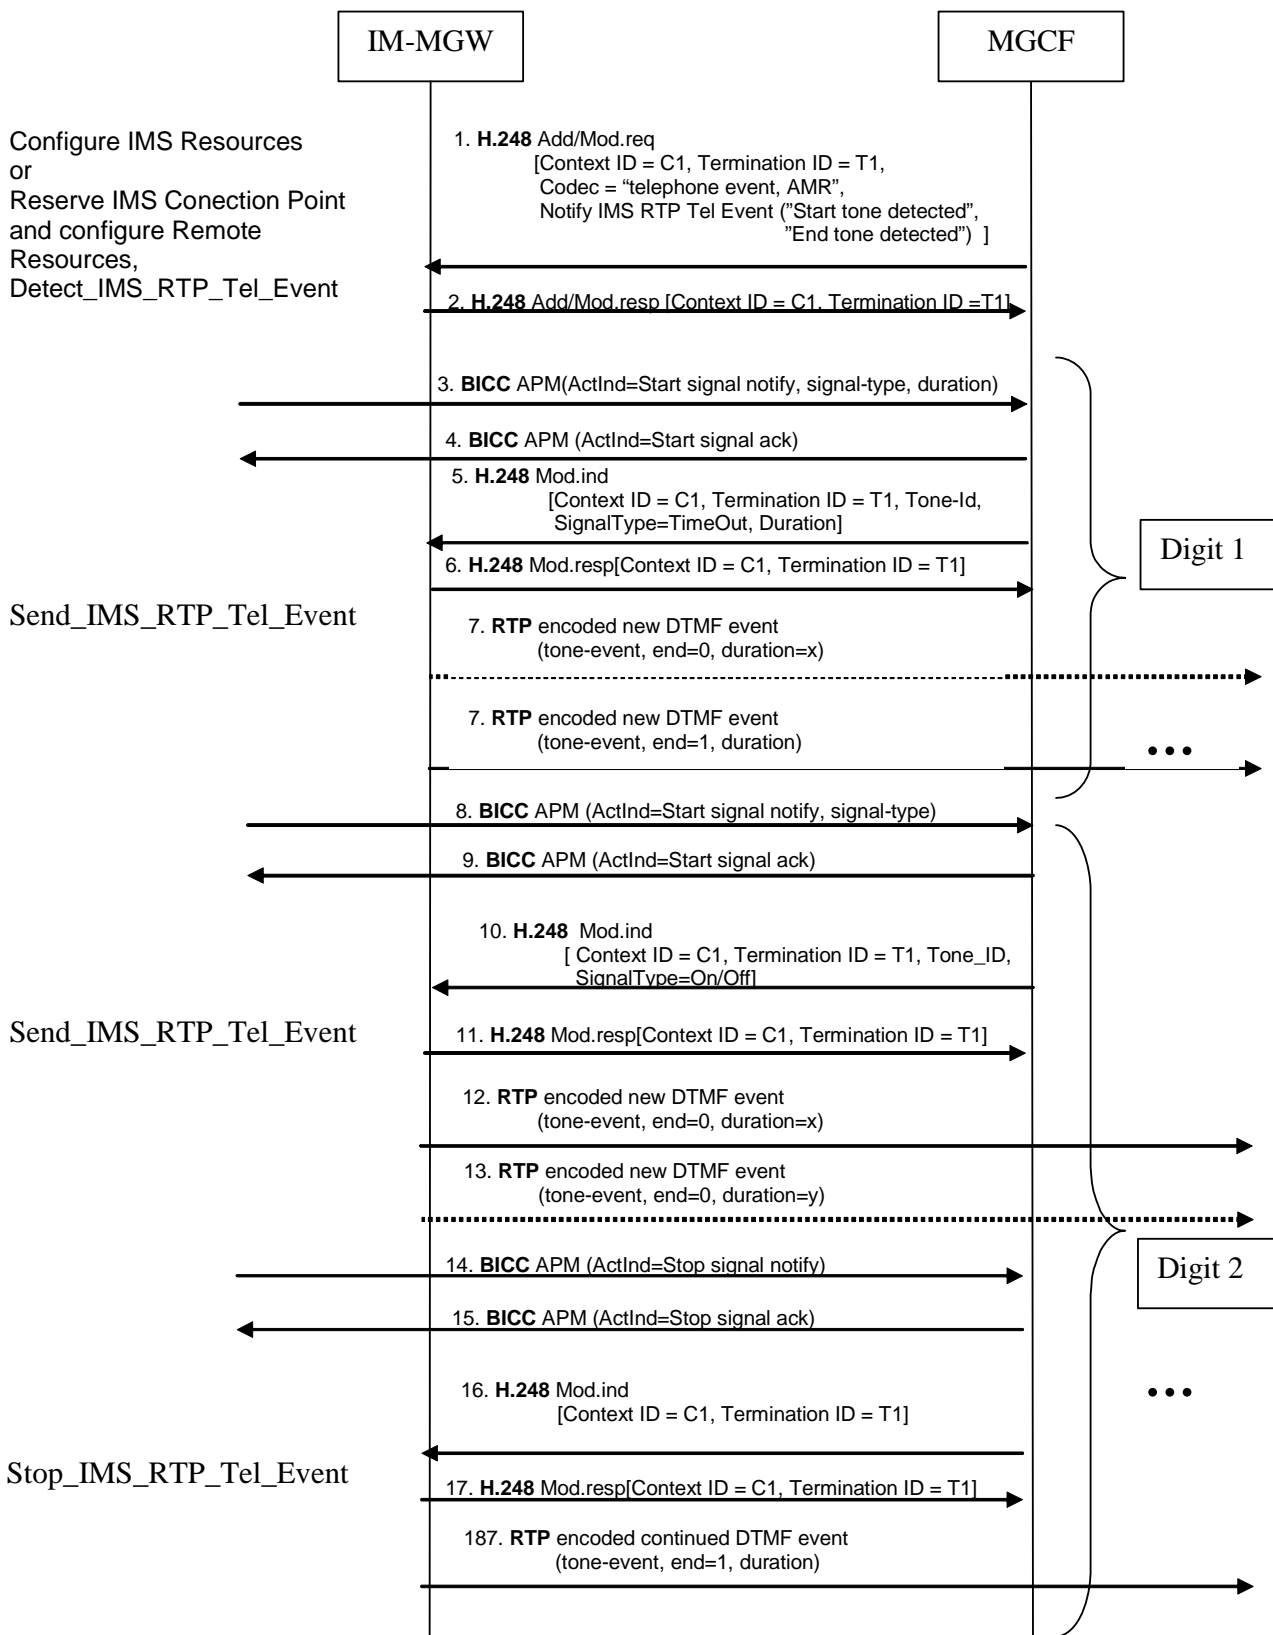 IM-MGW
MGCF
Configure IMS Resources
or
Reserve IMS Conection Point
and configure Remote
Resources,
Detect_IMS_RTP_Tel_Event
1. H.248 Add/Mod.req
[Context ID = C1, Termination ID = T1,
Codec = “telephone event, AMR”,
Notify IMS RTP Tel Event (”Start tone detected”,
”End tone detected”) ]
2. H.248 Add/Mod.resp [Context ID = C1, Termination ID =T1]
3. BICC APM(ActInd=Start signal notify, signal-type, duration)
4. BICC APM (ActInd=Start signal ack)
5. H.248 Mod.ind
[Context ID = C1, Termination ID = T1, Tone-Id,
SignalType=TimeOut, Duration]
Digit 1
6. H.248 Mod.resp[Context ID = C1, Termination ID = T1]
Send_IMS_RTP_Tel_Event
7. RTP encoded new DTMF event
(tone-event, end=0, duration=x)
7. RTP encoded new DTMF event
(tone-event, end=1, duration)
...
8. BICC APM (ActInd=Start signal notify, signal-type)
9. BICC APM (ActInd=Start signal ack)
10. H.248 Mod.ind
[ Context ID = C1, Termination ID = T1, Tone_ID,
SignalType=On/Off]
Send_IMS_RTP_Tel_Event
11. H.248 Mod.resp[Context ID = C1, Termination ID = T1]
12. RTP encoded new DTMF event
(tone-event, end=0, duration=x)
13. RTP encoded new DTMF event
(tone-event, end=0, duration=y)
14. BICC APM (ActInd=Stop signal notify)
Digit 2
15. BICC APM (ActInd=Stop signal ack)
16. H.248 Mod.ind
[Context ID = C1, Termination ID = T1]
...
Stop_IMS_RTP_Tel_Event
17. H.248 Mod.resp[Context ID = C1, Termination ID = T1]
187. RTP encoded continued DTMF event
(tone-event, end=1, duration)